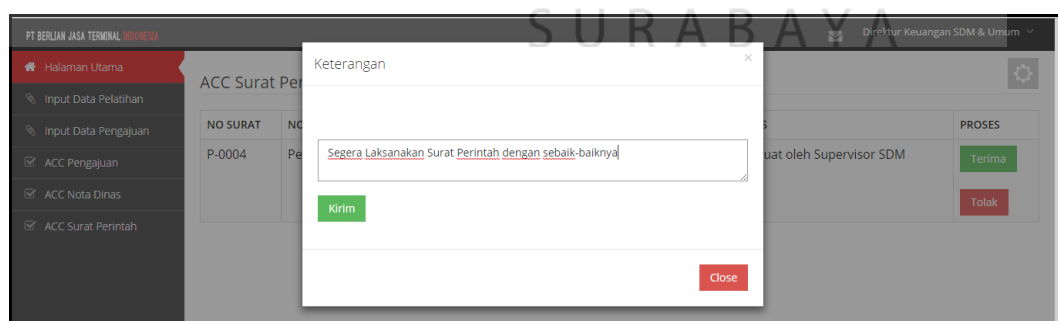 SURABAYA
PT BERLIAN JASA TERMINAL INDONESIA
Direktur Keuangan SDM & Umum
Halaman Utama
Input Data Pelatihan
Input Data Pengajuan
ACC Pengajuan
ACC Nota Dinas
ACC Surat Perintah
ACC Surat Per
NO SURAT
PROSES
P-0004
Pe
uat oleh Supervisor SDM
Terima
Tolak
Keterangan
×
Segera Laksanakan Surat Perintah dengan sebaik-baiknya
Kirim
Close